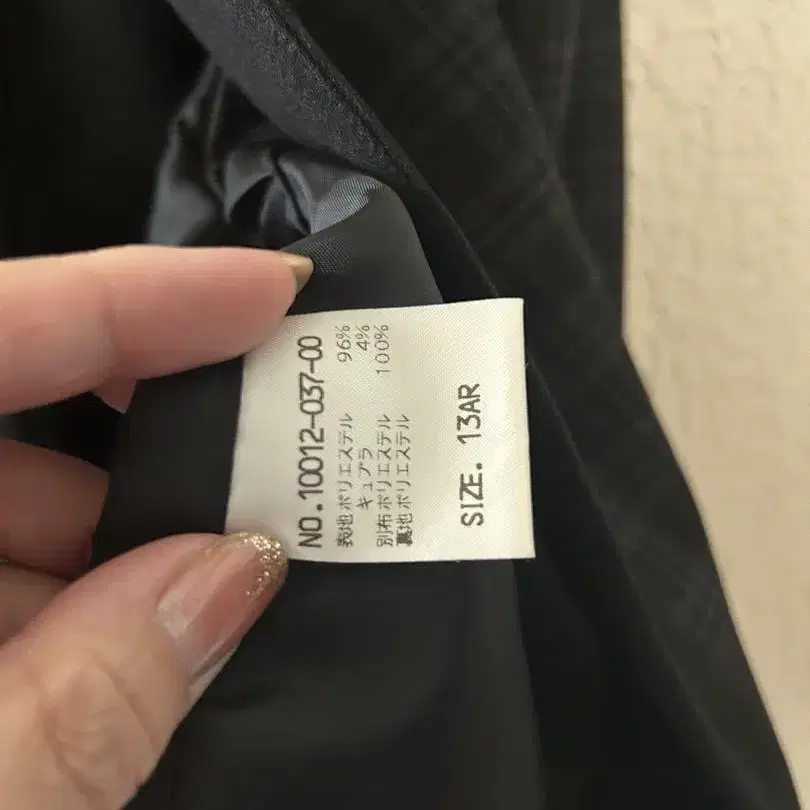 NO.10012-037-00
表地 ポリエステル 96%
キュプラ 4%
別布 ポリエステル 100%
裏地 ポリエステル
SIZE. 13AR